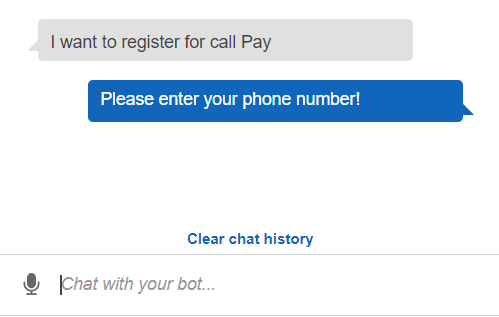 I want to register for call Pay
Please enter your phone number!
Clear chat history
Chat with your bot...